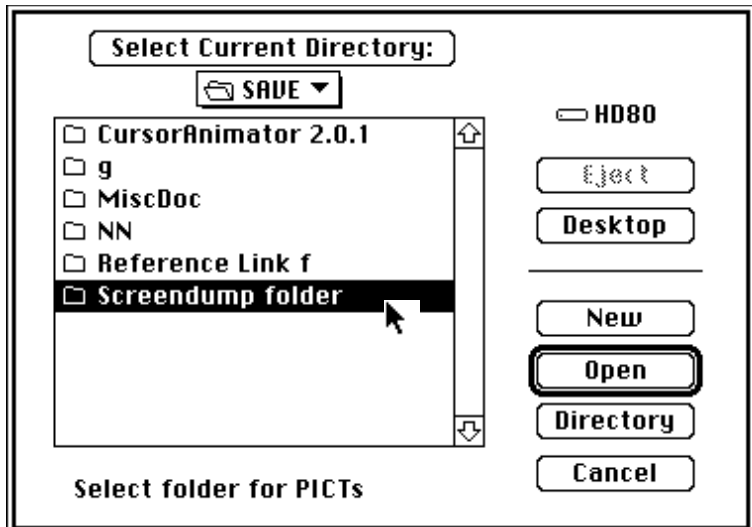 Select Current Directory:
SAVE
CursorAnimator 2.0.1
g
MiscDoc
NN
Reference Link f
Screendump folder
Select folder for PICTs
HD80
Eject
Desktop
New
Open
Directory
Cancel